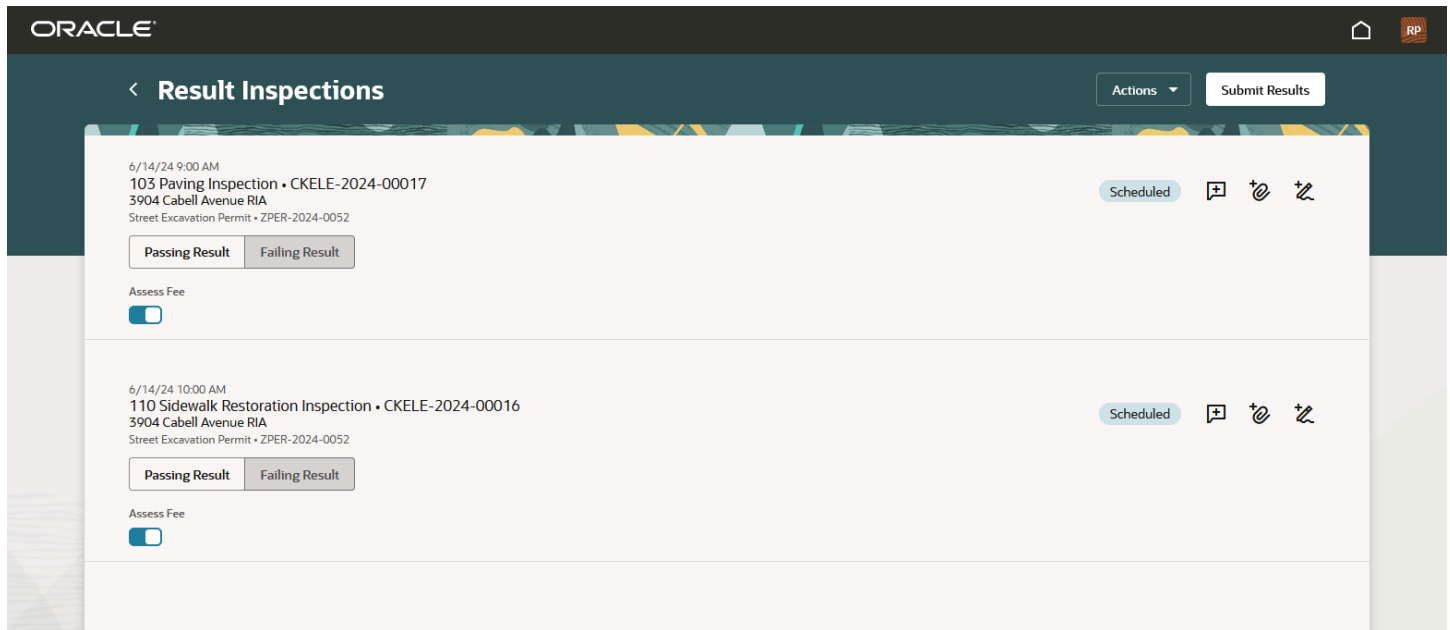 ORACLE
RP
Result Inspections
Actions
Submit Results
6/14/24 9:00 AM
103 Paving Inspection • CKELE-2024-00017
3904 Cabell Avenue RIA
Street Excavation Permit • ZPER-2024-0052
Scheduled
Passing Result Failing Result
Assess Fee
6/14/24 10:00 AM
110 Sidewalk Restoration Inspection • CKELE-2024-00016
3904 Cabell Avenue RIA
Street Excavation Permit • ZPER-2024-0052
Scheduled
Passing Result Failing Result
Assess Fee